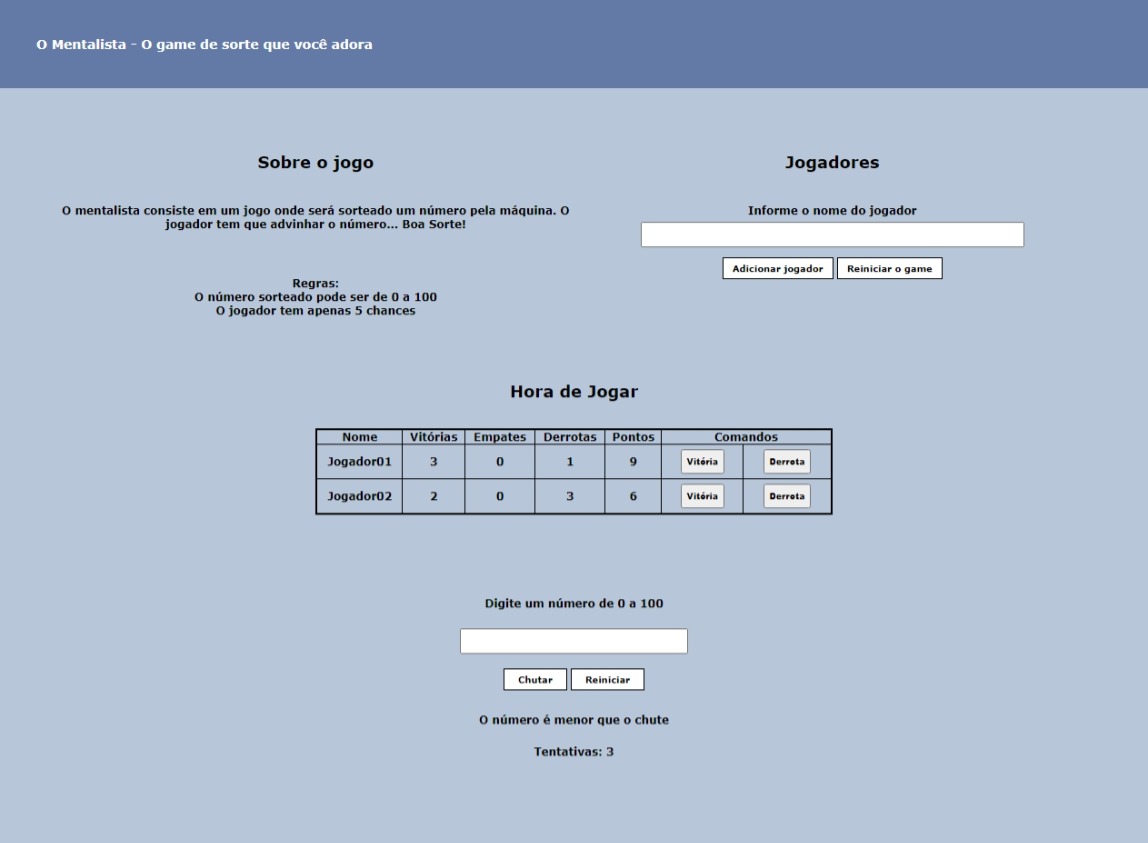 O Mentalista - O game de sorte que você adora
Sobre o jogo
O mentalista consiste em um jogo onde será sorteado um número pela máquina. O
jogador tem que advinhar o número... Boa Sorte!
Regras:
O número sorteado pode ser de 0 a 100
O jogador tem apenas 5 chances
Jogadores
Informe o nome do jogador
Adicionar jogador Reiniciar o game
Hora de Jogar
Nome Vitórias Empates Derrotas Pontos Comandos
Jogador01 3 0 1 9 Vitória Derrota
Jogador02 2 0 3 6 Vitória Derrota
Digite um número de 0 a 100
Chutar Reiniciar
O número é menor que o chute
Tentativas: 3